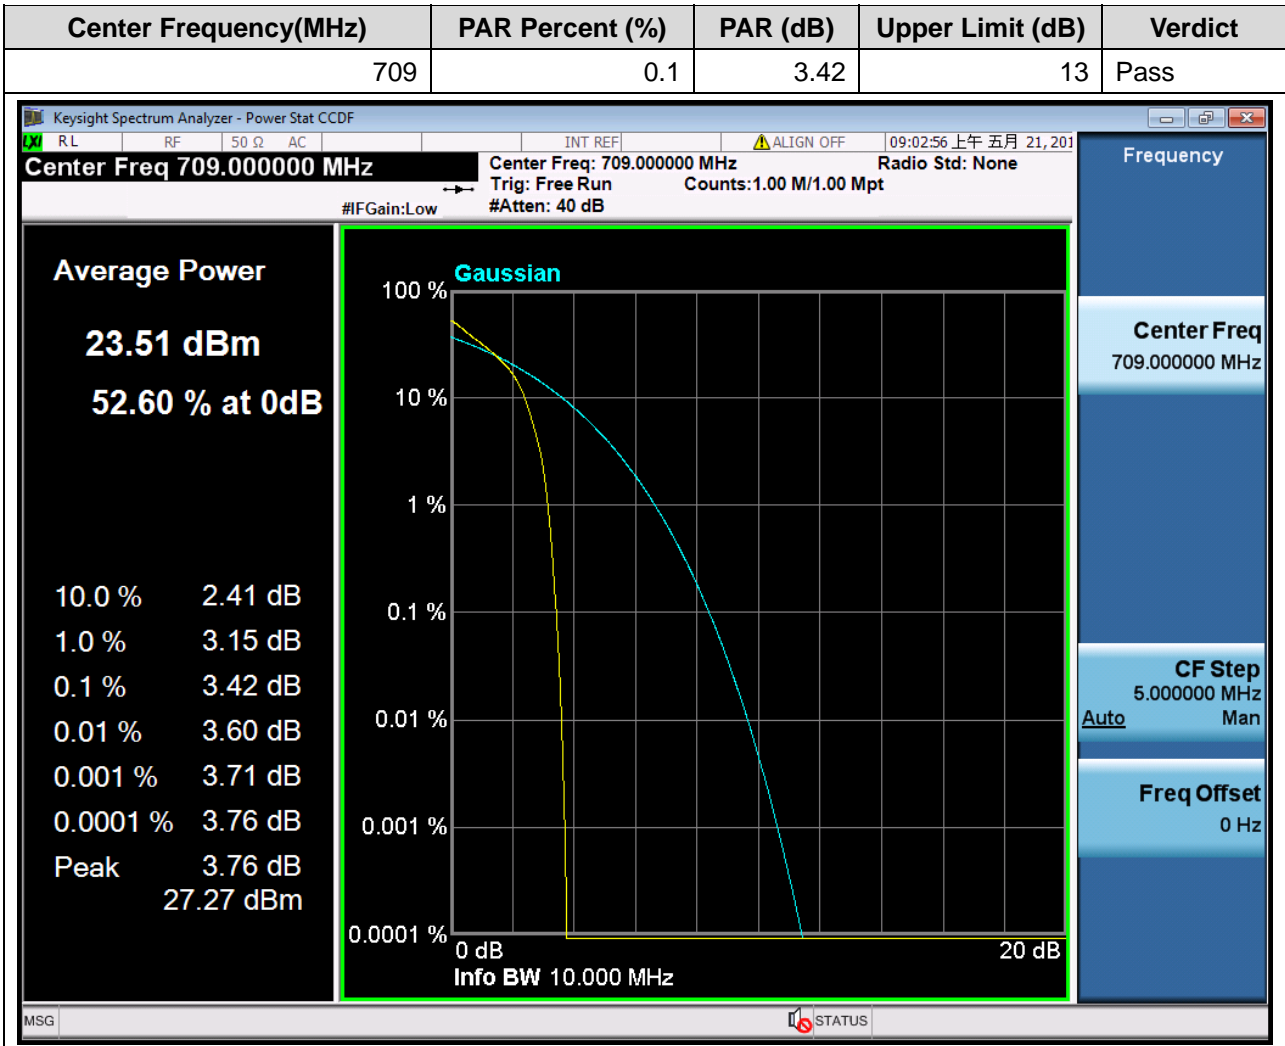 Center Frequency(MHz) PAR Percent (%) PAR (dB) Upper Limit (dB) Verdict
709 0.1 3.42 13 Pass
Keysight Spectrum Analyzer - Power Stat CCDF
LXI RL RF 50 Ω AC INT REF ALIGN OFF 09:02:56 上午 五月 21, 201
Center Freq 709.000000 MHz
Center Freq: 709.000000 MHz Radio Std: None
Trig: Free Run Counts:1.00 M/1.00 Mpt
#IFGain:Low #Atten: 40 dB
Average Power
23.51 dBm
52.60 % at 0dB
10.0 % 2.41 dB
1.0 % 3.15 dB
0.1 % 3.42 dB
0.01 % 3.60 dB
0.001 % 3.71 dB
0.0001 % 3.76 dB
Peak 3.76 dB
27.27 dBm
Gaussian
100 %
10 %
1 %
0.1 %
0.01 %
0.001 %
0.0001 %
0 dB 20 dB
Info BW 10.000 MHz
Frequency
Center Freq
709.000000 MHz
CF Step
5.000000 MHz
Auto Man
Freq Offset
0 Hz
MSG STATUS